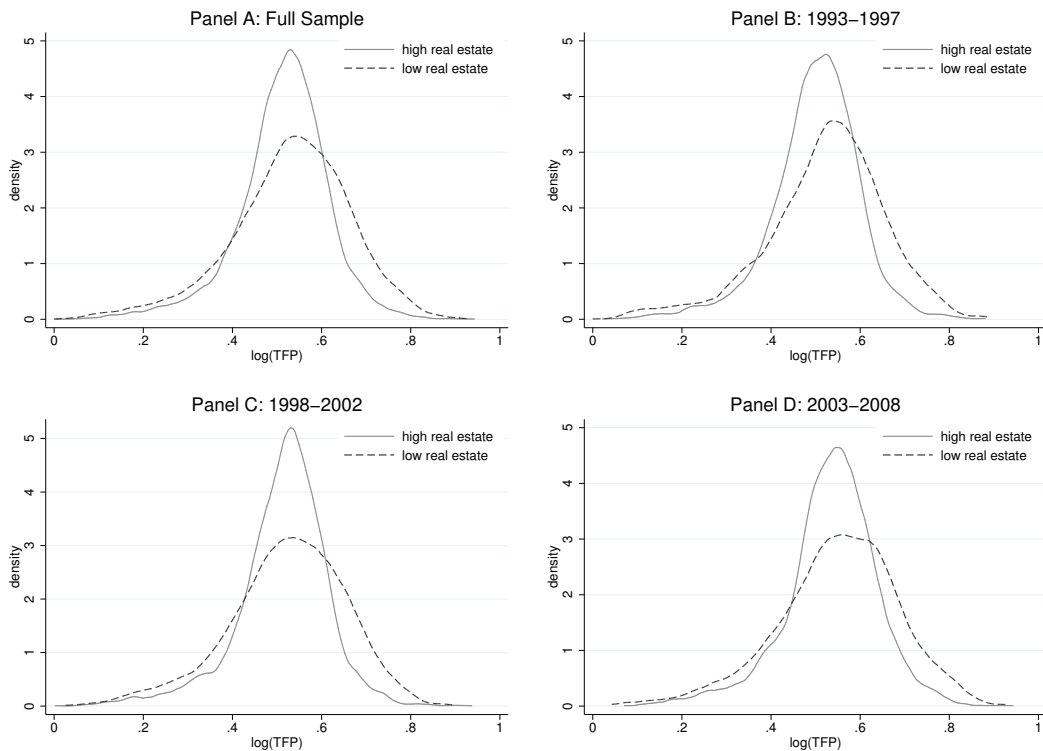 Panel A: Full Sample
high real estate
low real estate
density
5
4
3
2
1
0
0 .2 .4 .6 .8 1
log(TFP)
Panel B: 1993−1997
high real estate
low real estate
density
5
4
3
2
1
0
0 .2 .4 .6 .8 1
log(TFP)
Panel C: 1998−2002
high real estate
low real estate
density
5
4
3
2
1
0
0 .2 .4 .6 .8 1
log(TFP)
Panel D: 2003−2008
high real estate
low real estate
density
5
4
3
2
1
0
0 .2 .4 .6 .8 1
log(TFP)